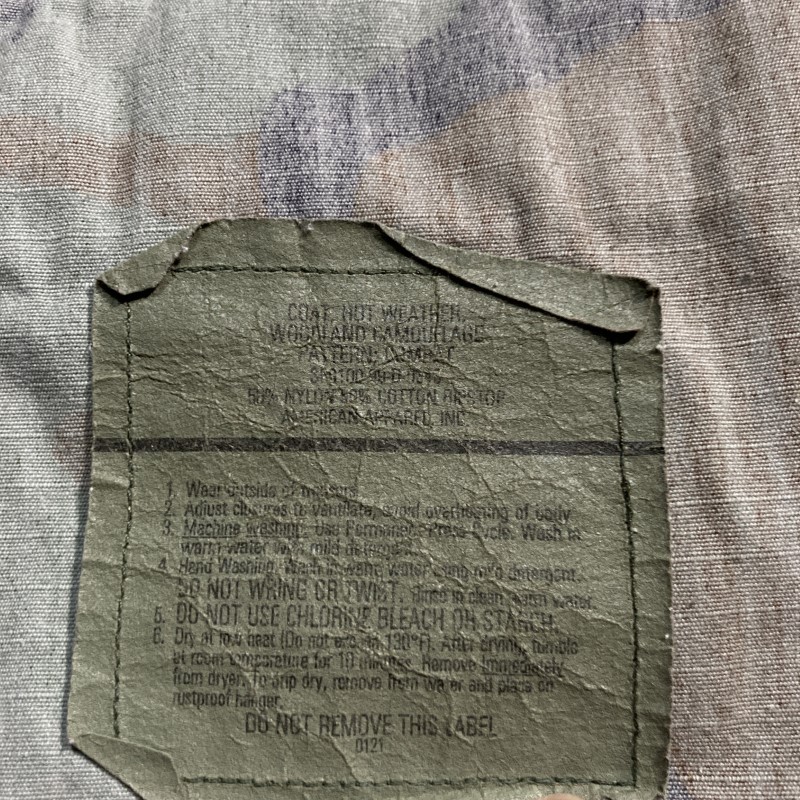 COAT, HOT WEATHER,
WOODLAND CAMOUFLAGE
PATTERN: COMBAT
50% NYLON 50% COTTON RIPSTOP
AMERICAN APPAREL, INC.
1. Wear outside of trousers.
2. Adjust closures to ventilate, avoid overheating of body.
3. Machine washing: Use Permanent Press Cycle. Wash in
warm water with mild detergent.
4. Hand Washing. Wash in warm water using mild detergent.
DO NOT WRING OR TWIST. Rinse in clean warm water.
5. DO NOT USE CHLORINE BLEACH OR STARCH.
6. Dry at low heat (Do not exceed 130°F). After drying, tumble
at room temperature for 10 minutes. Remove immediately
from dryer. To drip dry, remove from water and place on
rustproof hanger.
DO NOT REMOVE THIS LABEL
0121